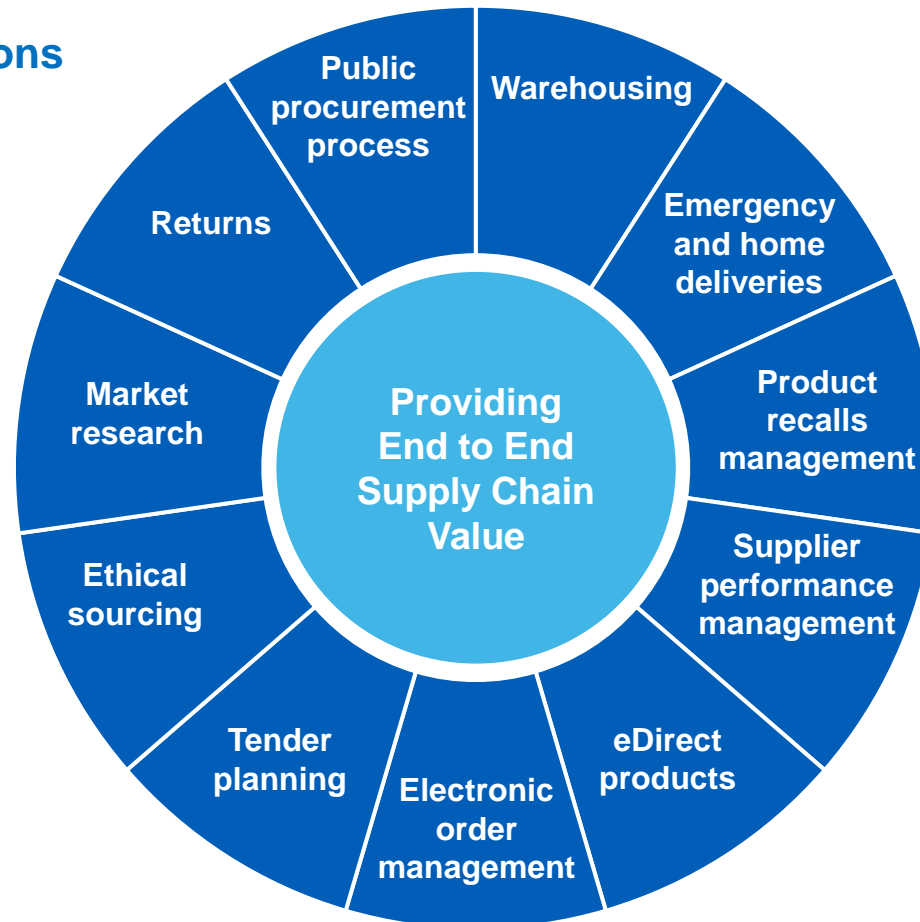 ons
Public
procurement
process
Warehousing
Emergency
and home
deliveries
Product
recalls
management
Supplier
performance
management
eDirect
products
Electronic
order
management
Tender
planning
Ethical
sourcing
Market
research
Returns
Providing
End to End
Supply Chain
Value